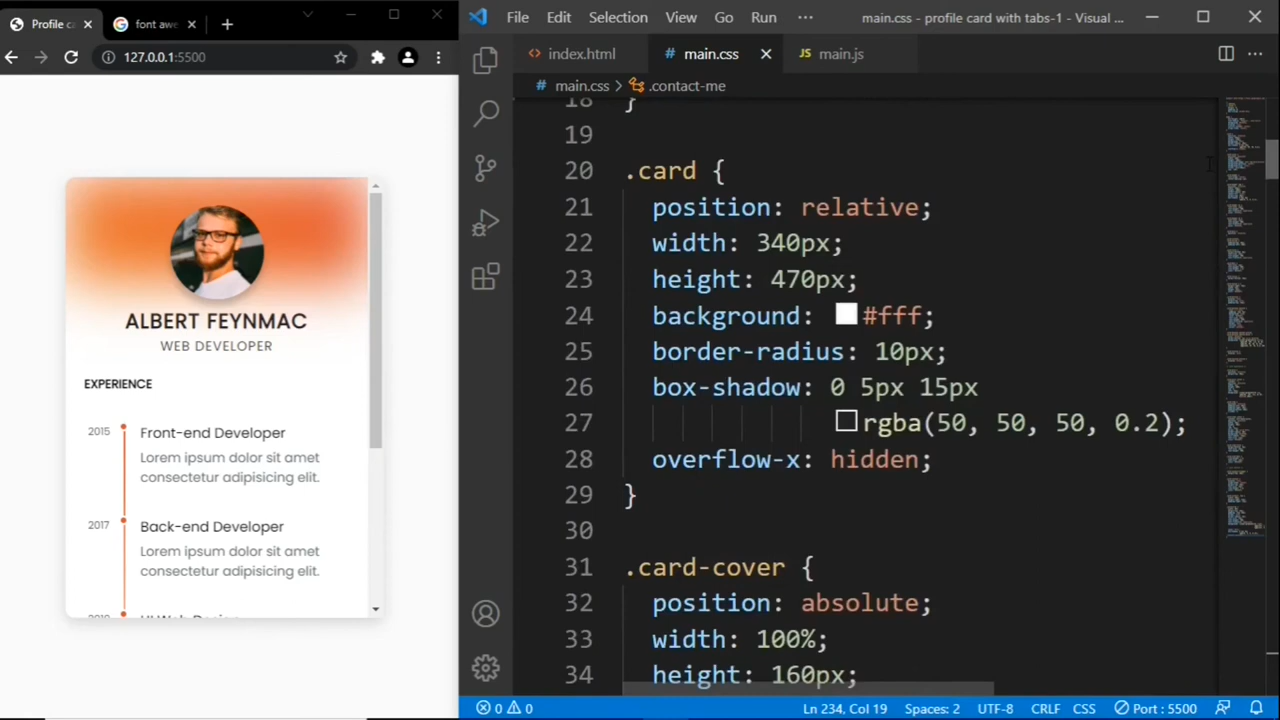 Profile c
font awe
127.0.0.1:5500
ALBERT FEYNMAC
WEB DEVELOPER
EXPERIENCE
2015
Front-end Developer
Lorem ipsum dolor sit amet
consectetur adipisicing elit.
2017
Back-end Developer
Lorem ipsum dolor sit amet
consectetur adipisicing elit.
File Edit Selection View Go Run ··· main.css - profile card with tabs-1 - Visual ...
index.html # main.css JS main.js
# main.css > .contact-me
18 }
19
20 .card {
21 position: relative;
22 width: 340px;
23 height: 470px;
24 background: #fff;
25 border-radius: 10px;
26 box-shadow: 0 5px 15px
27 rgba(50, 50, 50, 0.2);
28 overflow-x: hidden;
29 }
30
31 .card-cover {
32 position: absolute;
33 width: 100%;
34 height: 160px;
0 0 Ln 234, Col 19 Spaces: 2 UTF-8 CRLF CSS Port : 5500